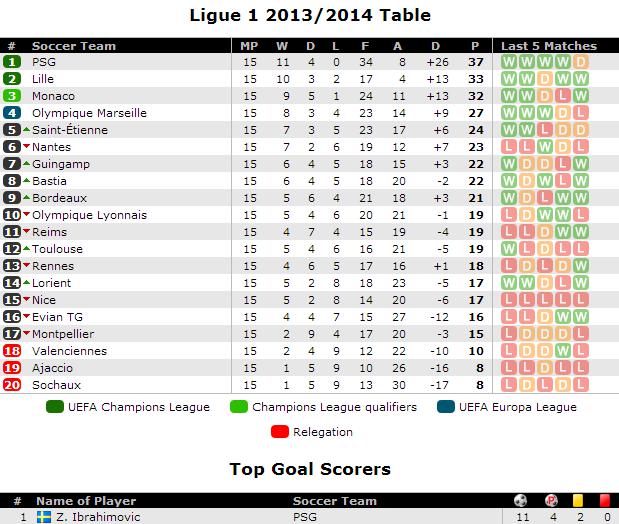 Ligue 1 2013/2014 Table
# Soccer Team MP W D L F A D P Last 5 Matches
1 PSG 15 11 4 0 34 8 +26 37 W W W W D
2 Lille 15 10 3 2 17 4 +13 33 W W D W W
3 Monaco 15 9 5 1 24 11 +13 32 W W D L W
4 Olympique Marseille 15 8 3 4 23 14 +9 27 W W W D L
5 Saint-Étienne 15 7 3 5 23 17 +6 24 W W L D D
6 Nantes 15 7 2 6 19 12 +7 23 L L W D L
7 Guingamp 15 6 4 5 18 15 +3 22 W D D L W
8 Bastia 15 6 4 5 18 20 -2 22 W D W L W
9 Bordeaux 15 5 6 4 21 18 +3 21 W D L W W
10 Olympique Lyonnais 15 5 4 6 20 21 -1 19 L D W W L
11 Reims 15 4 7 4 15 19 -4 19 L L D W W
12 Toulouse 15 5 4 6 16 21 -5 19 W L D L L
13 Rennes 15 4 6 5 17 16 +1 18 L D L D W
14 Lorient 15 5 2 8 18 23 -5 17 W W D L W
15 Nice 15 5 2 8 14 20 -6 17 L L L L L
16 Evian TG 15 4 4 7 15 27 -12 16 L L D W W
17 Montpellier 15 2 9 4 17 20 -3 15 L D D D L
18 Valenciennes 15 2 4 9 12 22 -10 10 L D D W L
19 Ajaccio 15 1 5 9 10 26 -16 8 L L D L L
20 Sochaux 15 1 5 9 13 30 -17 8 L D L D L
UEFA Champions League Champions League qualifiers UEFA Europa League
Relegation
Top Goal Scorers
# Name of Player Soccer Team P
1 Z. Ibrahimovic PSG 11 4 2 0